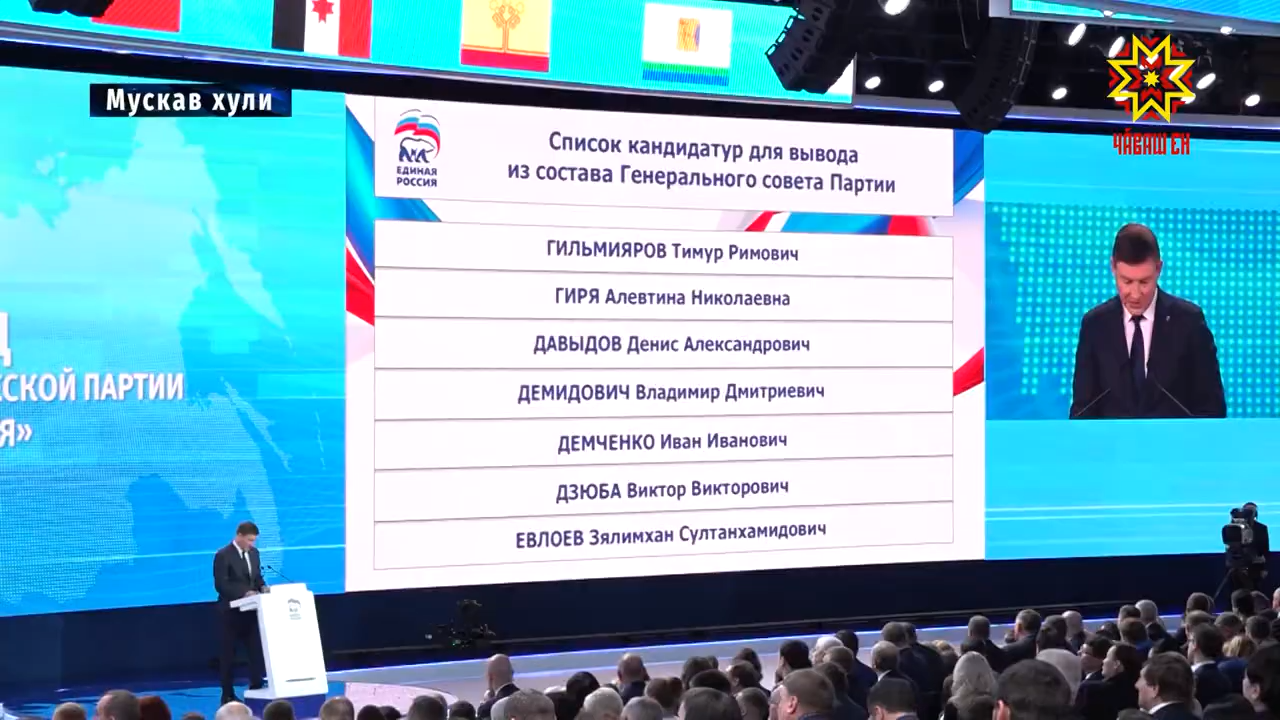 Мускав хули
ЧӐВАШ ЕН
ЕДИНАЯ
РОССИЯ
Список кандидатур для вывода
из состава Генерального совета Партии
ГИЛЬМИЯРОВ Тимур Римович
ГИРЯ Алевтина Николаевна
ДАВЫДОВ Денис Александрович
ДЕМИДОВИЧ Владимир Дмитриевич
ДЕМЧЕНКО Иван Иванович
ДЗЮБА Виктор Викторович
ЕВЛОЕВ Зялимхан Султанхамидович
Д
СКОЙ ПАРТИИ
Я»